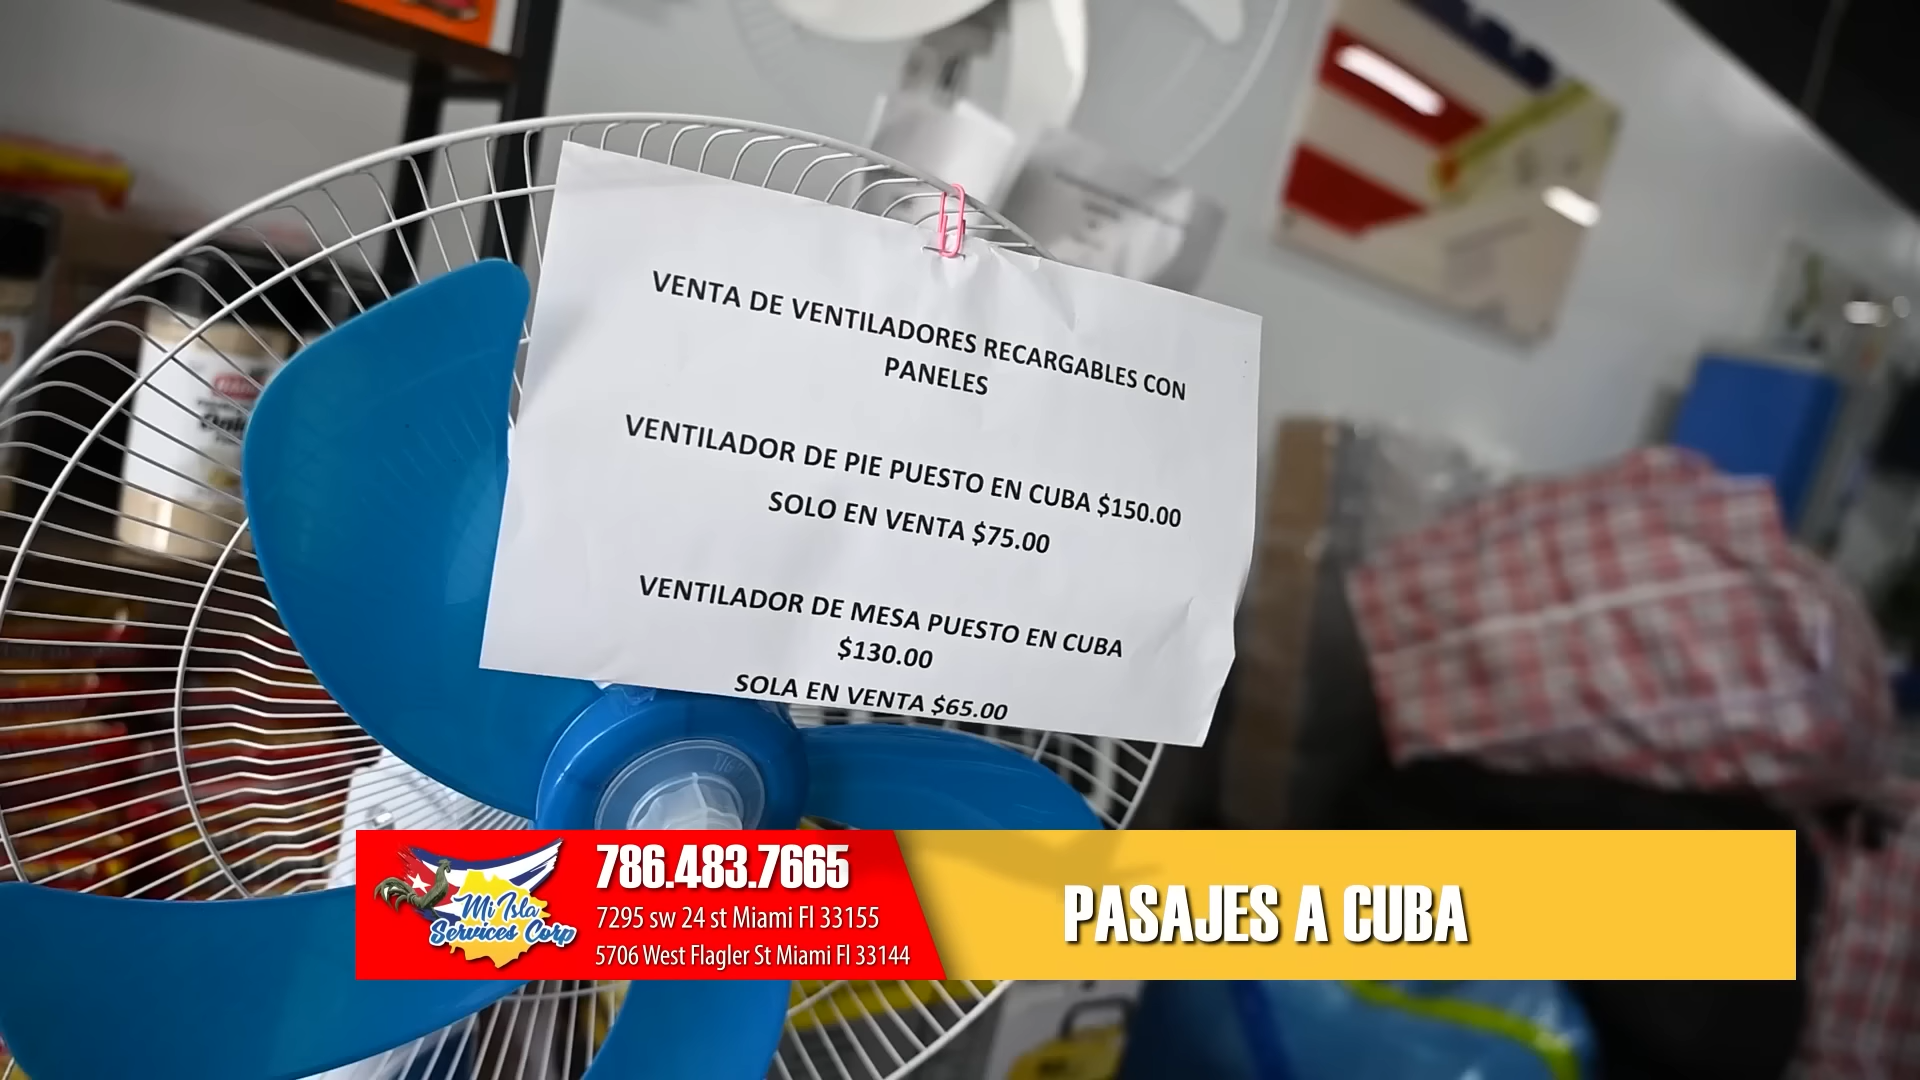 VENTA DE VENTILADORES RECARGABLES CON
PANELES
VENTILADOR DE PIE PUESTO EN CUBA $150.00
SOLO EN VENTA $75.00
VENTILADOR DE MESA PUESTO EN CUBA
$130.00
SOLA EN VENTA $65.00
Mi Isla
Services Corp
786.483.7665
7295 sw 24 st Miami Fl 33155
5706 West Flagler St Miami Fl 33144
PASAJES A CUBA